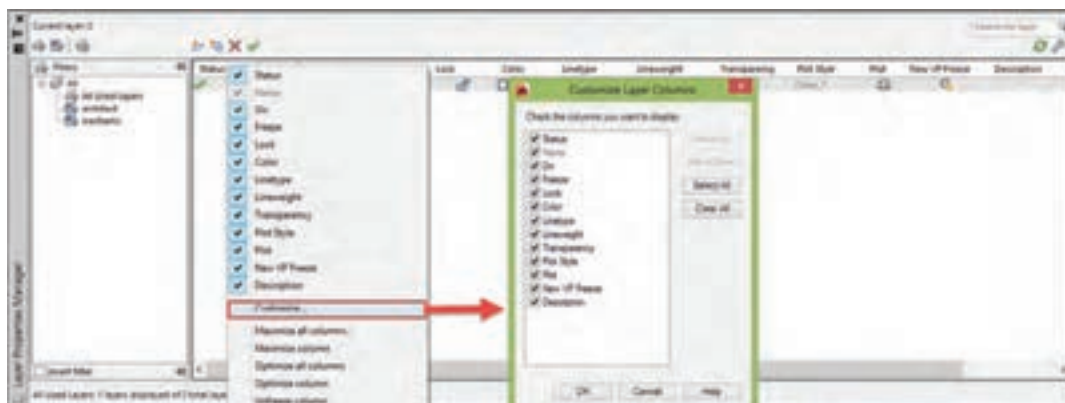 Current layer: 0
Search for layer
Filters
All
All Used Layers
Invert filter
Layer Properties Manager
Status
Lock
Color
Linetype
Lineweight
Transparency
Plot Style
Plot
New VP Freeze
Description
Status
Name
On
Freeze
Lock
Color
Linetype
Lineweight
Transparency
Plot Style
Plot
New VP Freeze
Description
Customize...
Maximize all columns
Maximize column
Optimize all columns
Optimize column
Customize Layer Columns
Check the columns you want to display:
Status
Name
On
Freeze
Lock
Color
Linetype
Lineweight
Transparency
Plot Style
Plot
New VP Freeze
Description
Move Up
Move Down
Select All
Clear All
OK
Cancel
Help